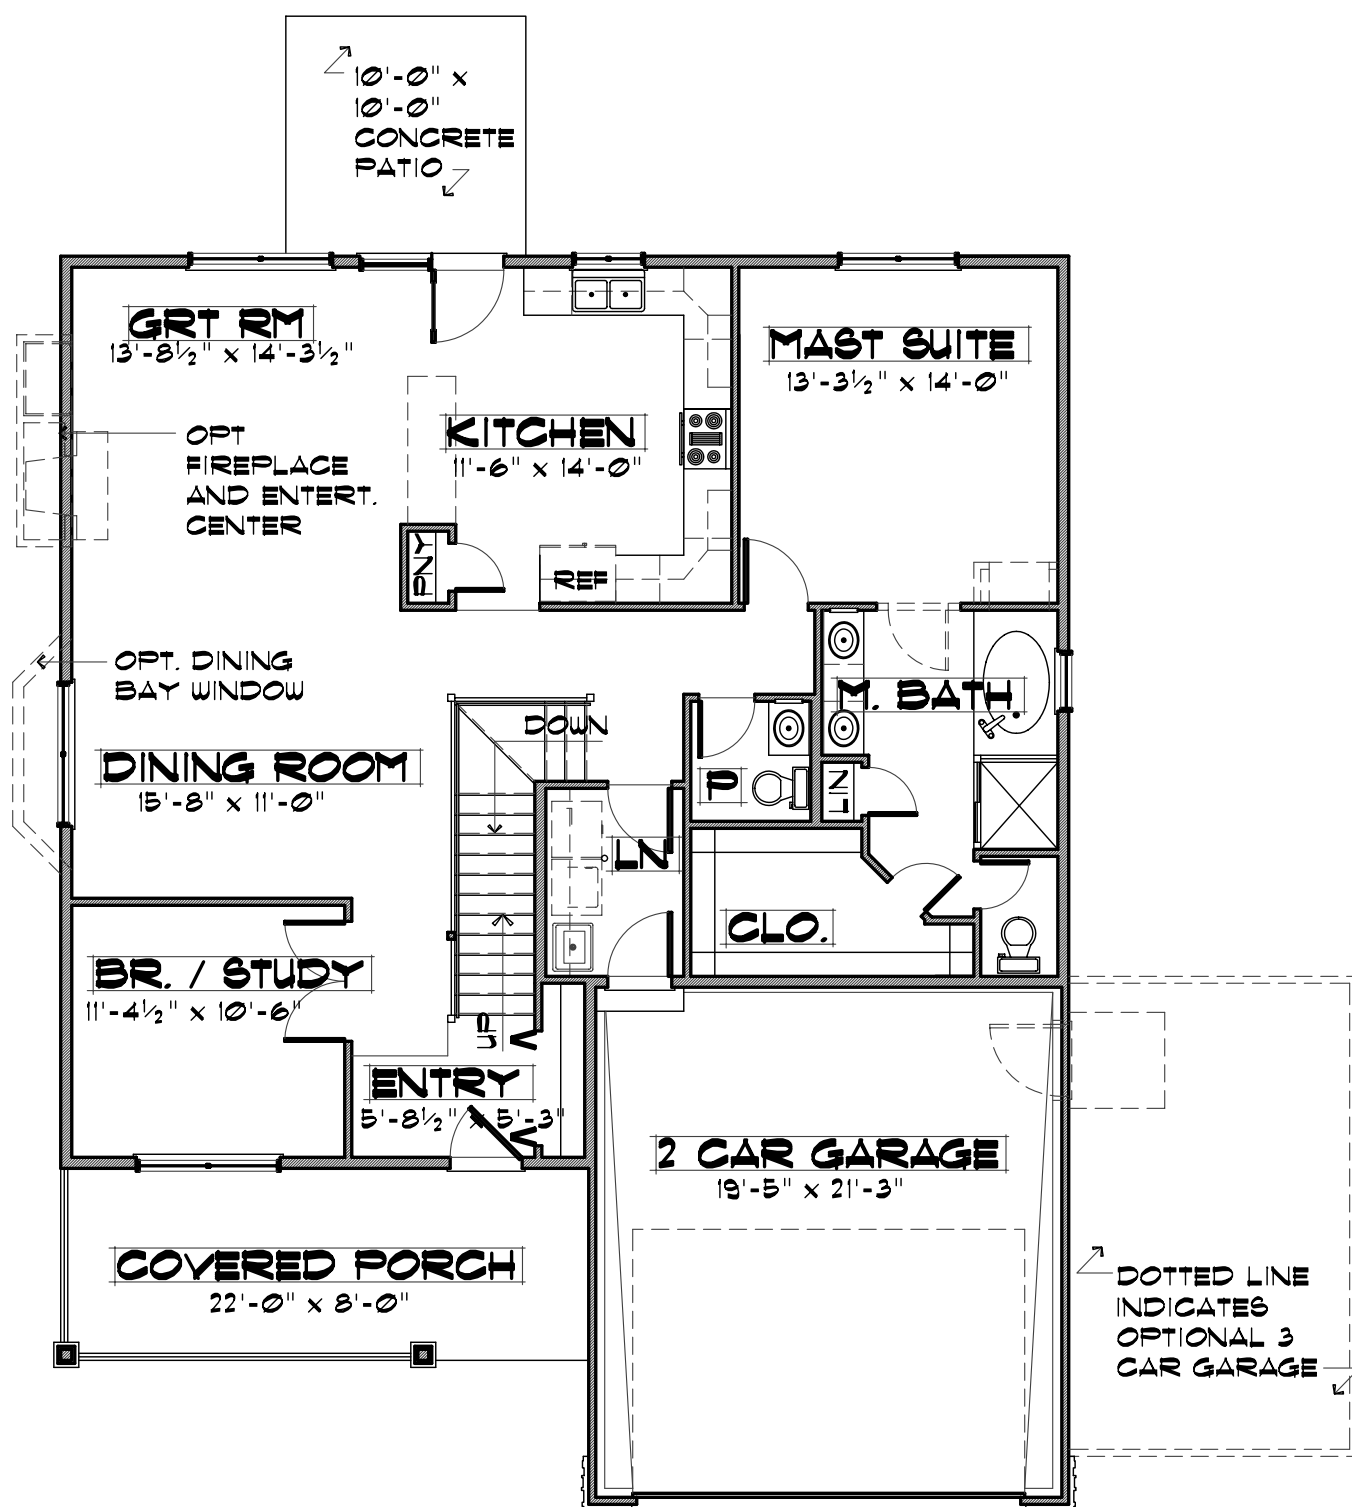 10'-0" x
10'-0"
CONCRETE
PATIO
GRT RM
13'-8½" x 14'-3½"
MAST SUITE
13'-3½" x 14'-0"
OPT
FIREPLACE
AND ENTERT.
CENTER
KITCHEN
11'-6" x 14'-0"
PNY
REF
OPT. DINING
BAY WINDOW
M. BATH
DOWN
DINING ROOM
15'-8" x 11'-0"
P
LIN
LN
CLO.
BR. / STUDY
11'-4½" x 10'-6"
UP
ENTRY
5'-8½" x 5'-3"
2 CAR GARAGE
19'-5" x 21'-3"
COVERED PORCH
22'-0" x 8'-0"
DOTTED LINE
INDICATES
OPTIONAL 3
CAR GARAGE